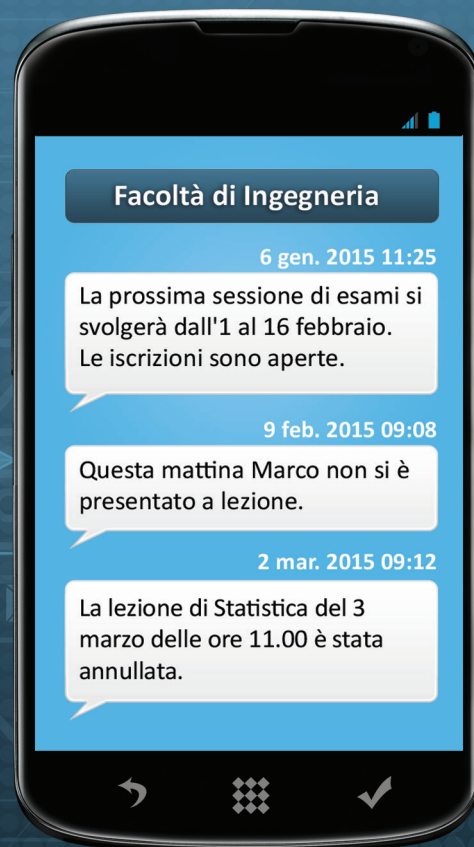 Facoltà di Ingegneria
6 gen. 2015 11:25
La prossima sessione di esami si
svolgerà dall'1 al 16 febbraio.
Le iscrizioni sono aperte.
9 feb. 2015 09:08
Questa mattina Marco non si è
presentato a lezione.
2 mar. 2015 09:12
La lezione di Statistica del 3
marzo delle ore 11.00 è stata
annullata.